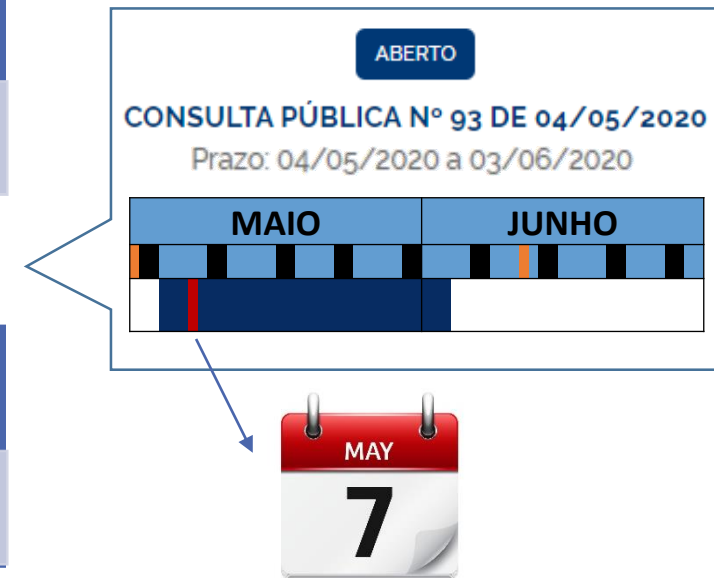 ABERTO
CONSULTA PÚBLICA Nº 93 DE 04/05/2020
Prazo: 04/05/2020 a 03/06/2020
MAIO JUNHO
MAY
7